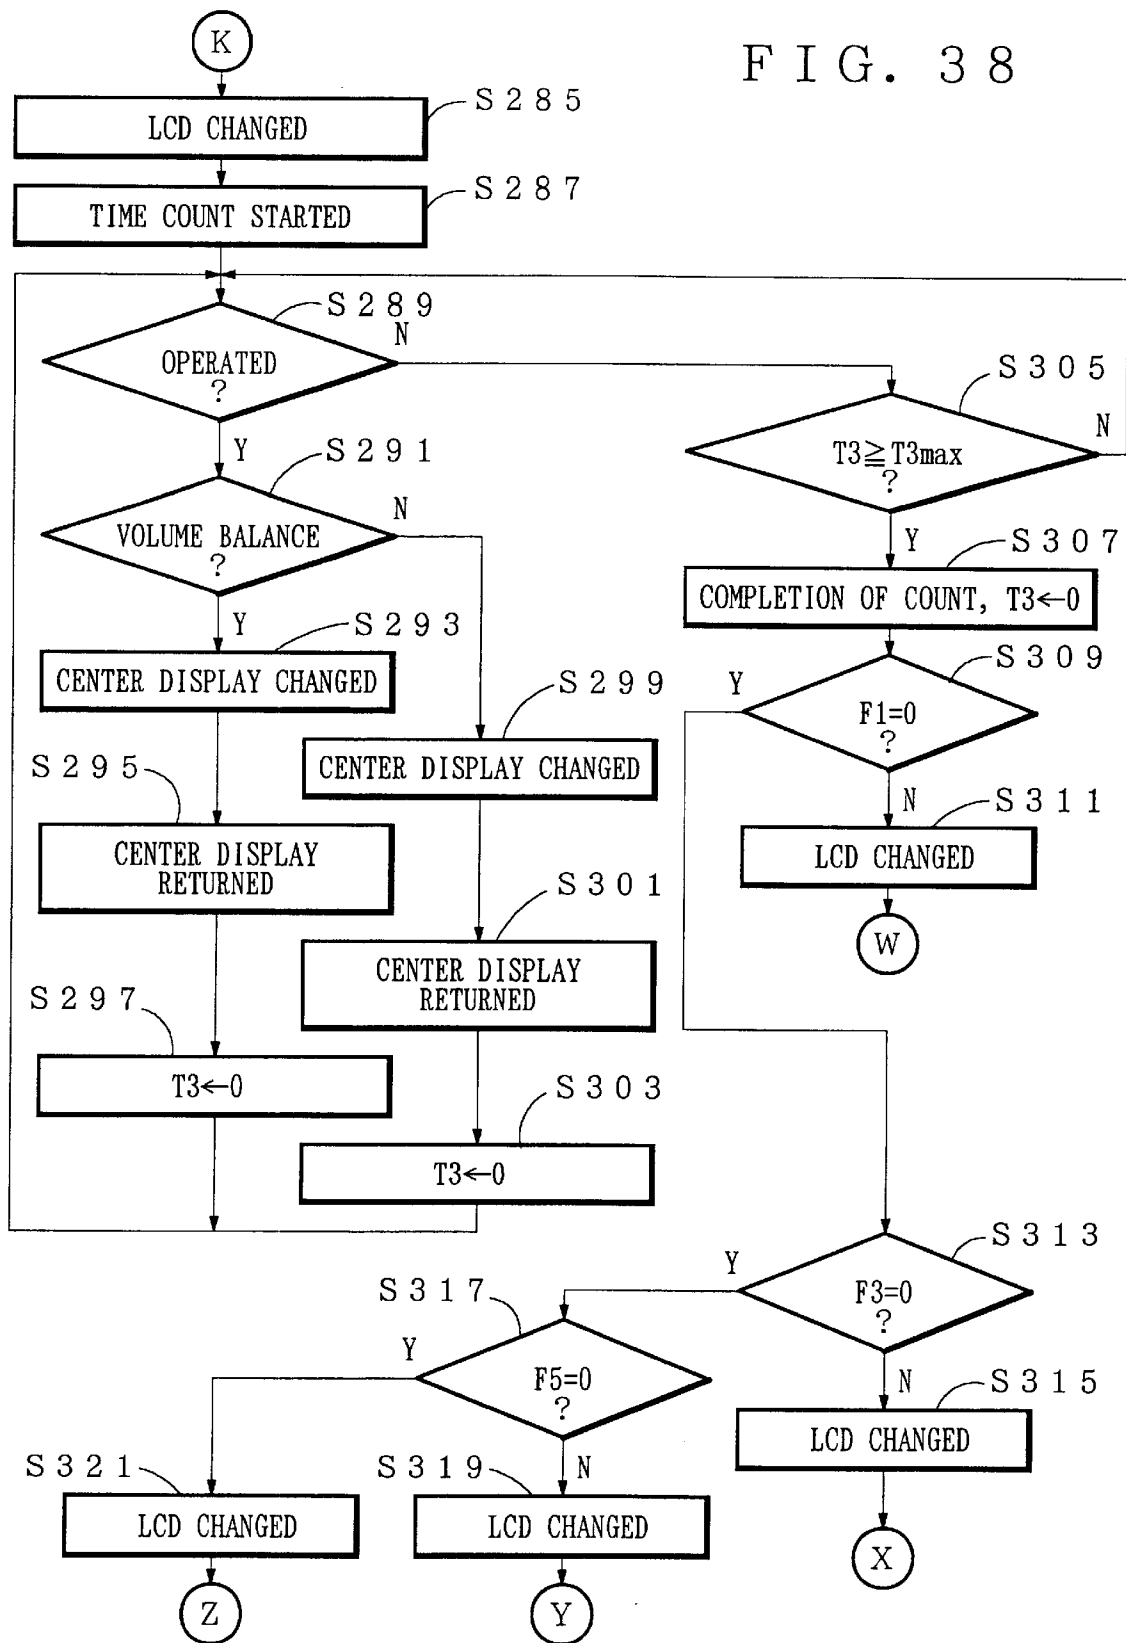 FIG. 38
K
S285
LCD CHANGED
S287
TIME COUNT STARTED
S289
N
OPERATED
?
Y
S305
N
T3≧T3max
?
Y
S291
N
VOLUME BALANCE
?
Y
S307
COMPLETION OF COUNT, T3←0
S293
CENTER DISPLAY CHANGED
S309
Y
F1=0
?
N
S299
CENTER DISPLAY CHANGED
S295
CENTER DISPLAY
RETURNED
S311
LCD CHANGED
W
S301
CENTER DISPLAY
RETURNED
S297
T3←0
S303
T3←0
S313
Y
F3=0
?
N
S317
Y
F5=0
?
N
S315
LCD CHANGED
X
S321
LCD CHANGED
Z
S319
LCD CHANGED
Y